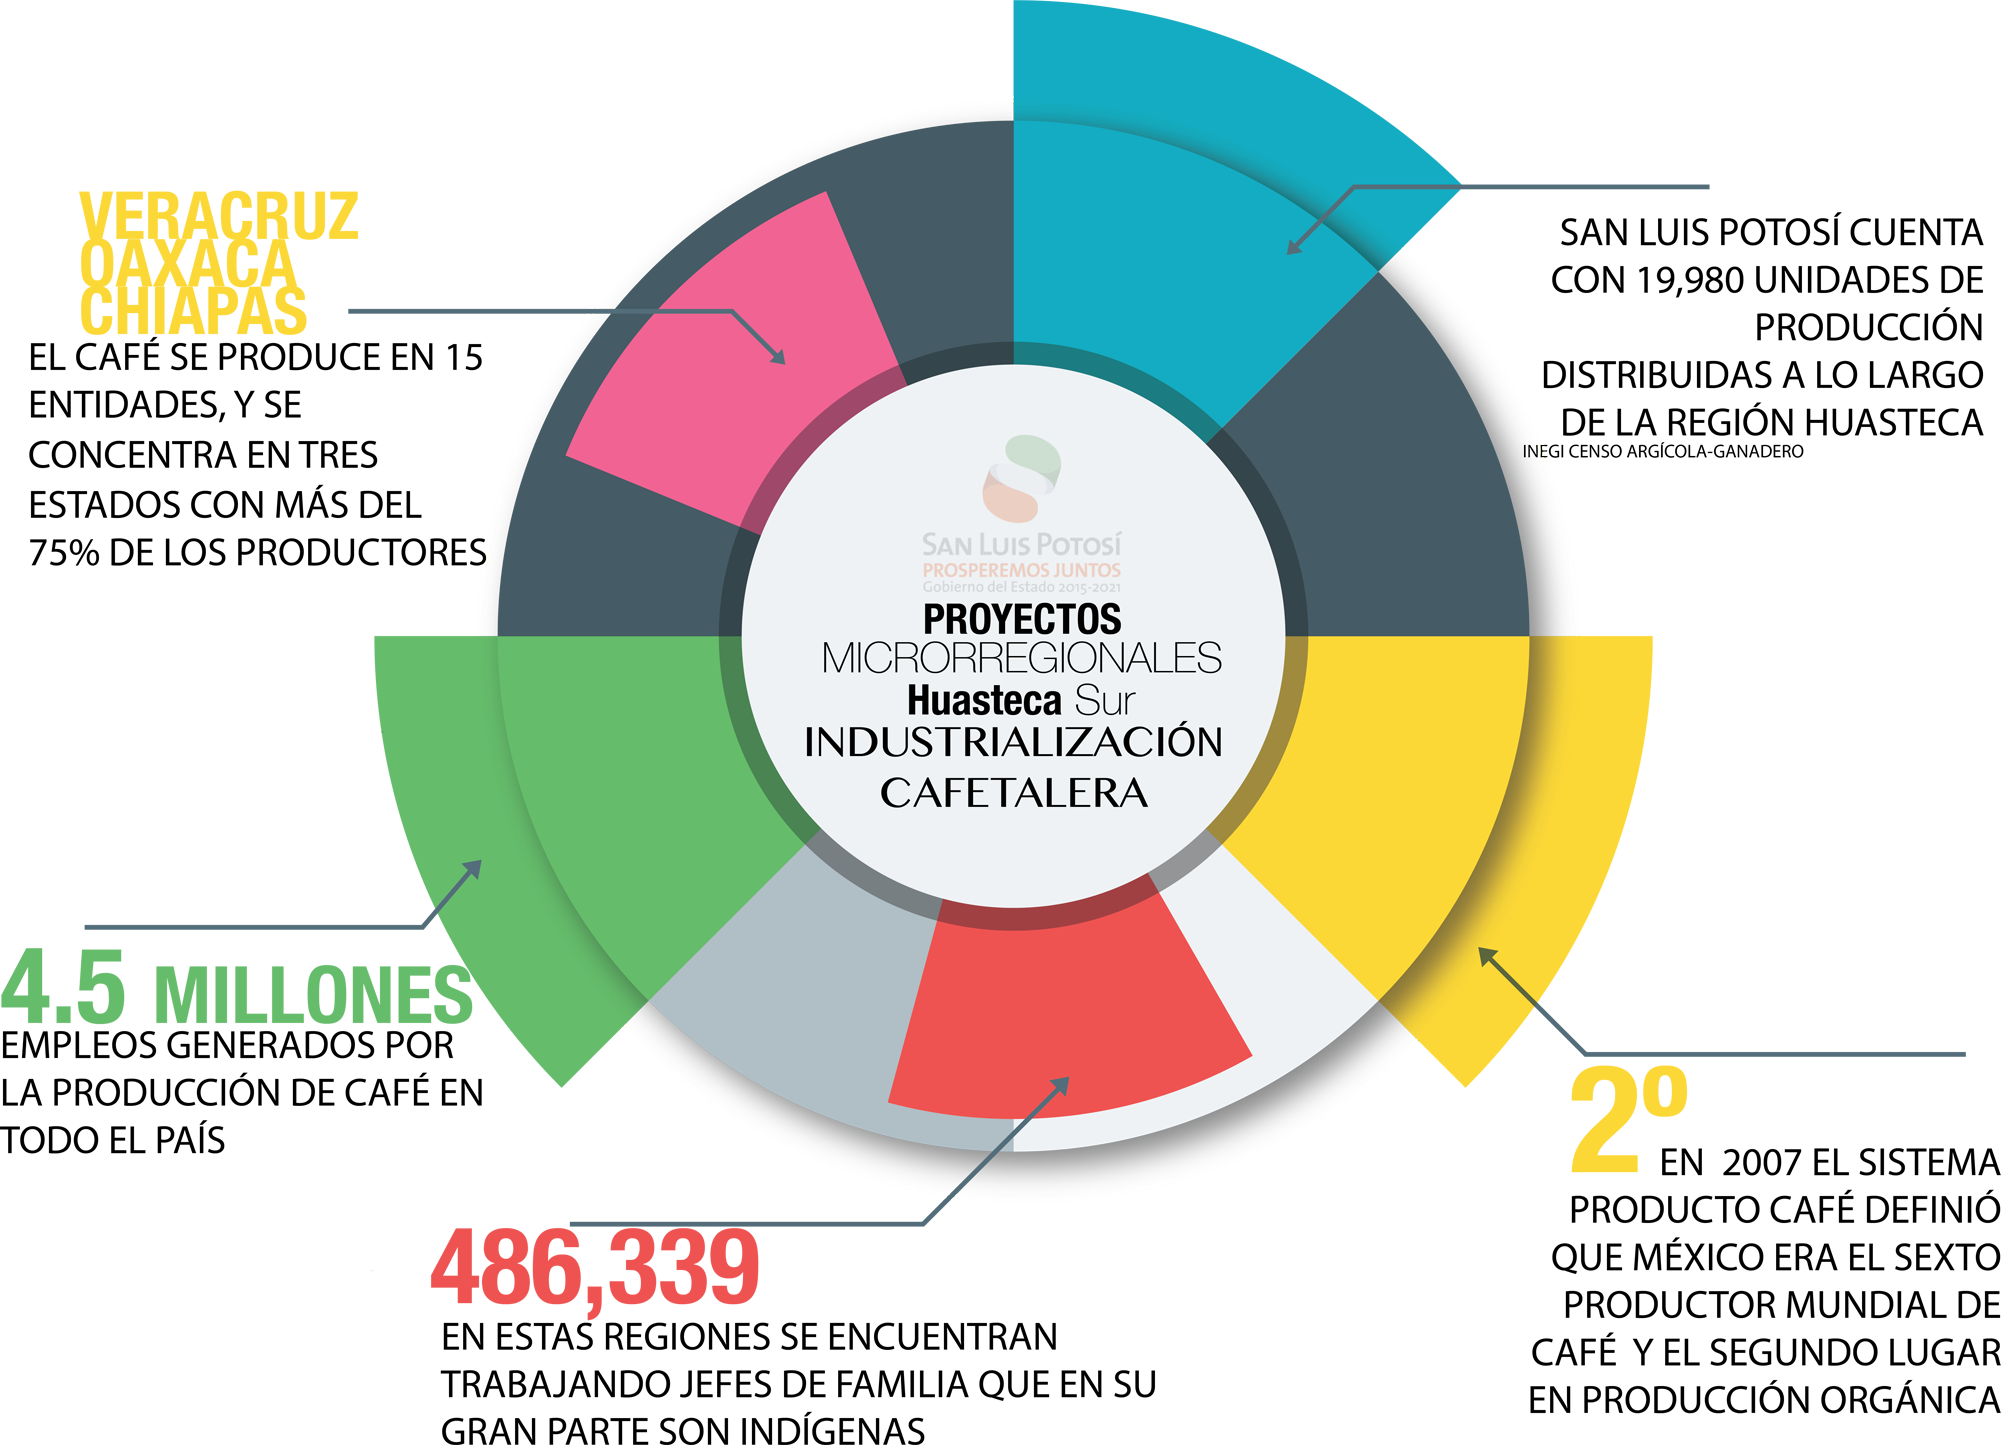 SAN LUIS POTOSÍ CUENTA
CON 19,980 UNIDADES DE
PRODUCCIÓN
DISTRIBUIDAS A LO LARGO
DE LA REGIÓN HUASTECA
INEGI CENSO ARGÍCOLA-GANADERO
VERACRUZ
OAXACA
CHIAPAS
EL CAFÉ SE PRODUCE EN 15
ENTIDADES, Y SE
CONCENTRA EN TRES
ESTADOS CON MÁS DEL
75% DE LOS PRODUCTORES
SAN LUIS POTOSÍ
PROSPEREMOS JUNTOS
Gobierno del Estado 2015-2021
PROYECTOS
MICRORREGIONALES
Huasteca Sur
INDUSTRIALIZACIÓN
CAFETALERA
4.5 MILLONES
EMPLEOS GENERADOS POR
LA PRODUCCIÓN DE CAFÉ EN
TODO EL PAÍS
486,339
EN ESTAS REGIONES SE ENCUENTRAN
TRABAJANDO JEFES DE FAMILIA QUE EN SU
GRAN PARTE SON INDÍGENAS
2º EN 2007 EL SISTEMA
PRODUCTO CAFÉ DEFINIÓ
QUE MÉXICO ERA EL SEXTO
PRODUCTOR MUNDIAL DE
CAFÉ Y EL SEGUNDO LUGAR
EN PRODUCCIÓN ORGÁNICA